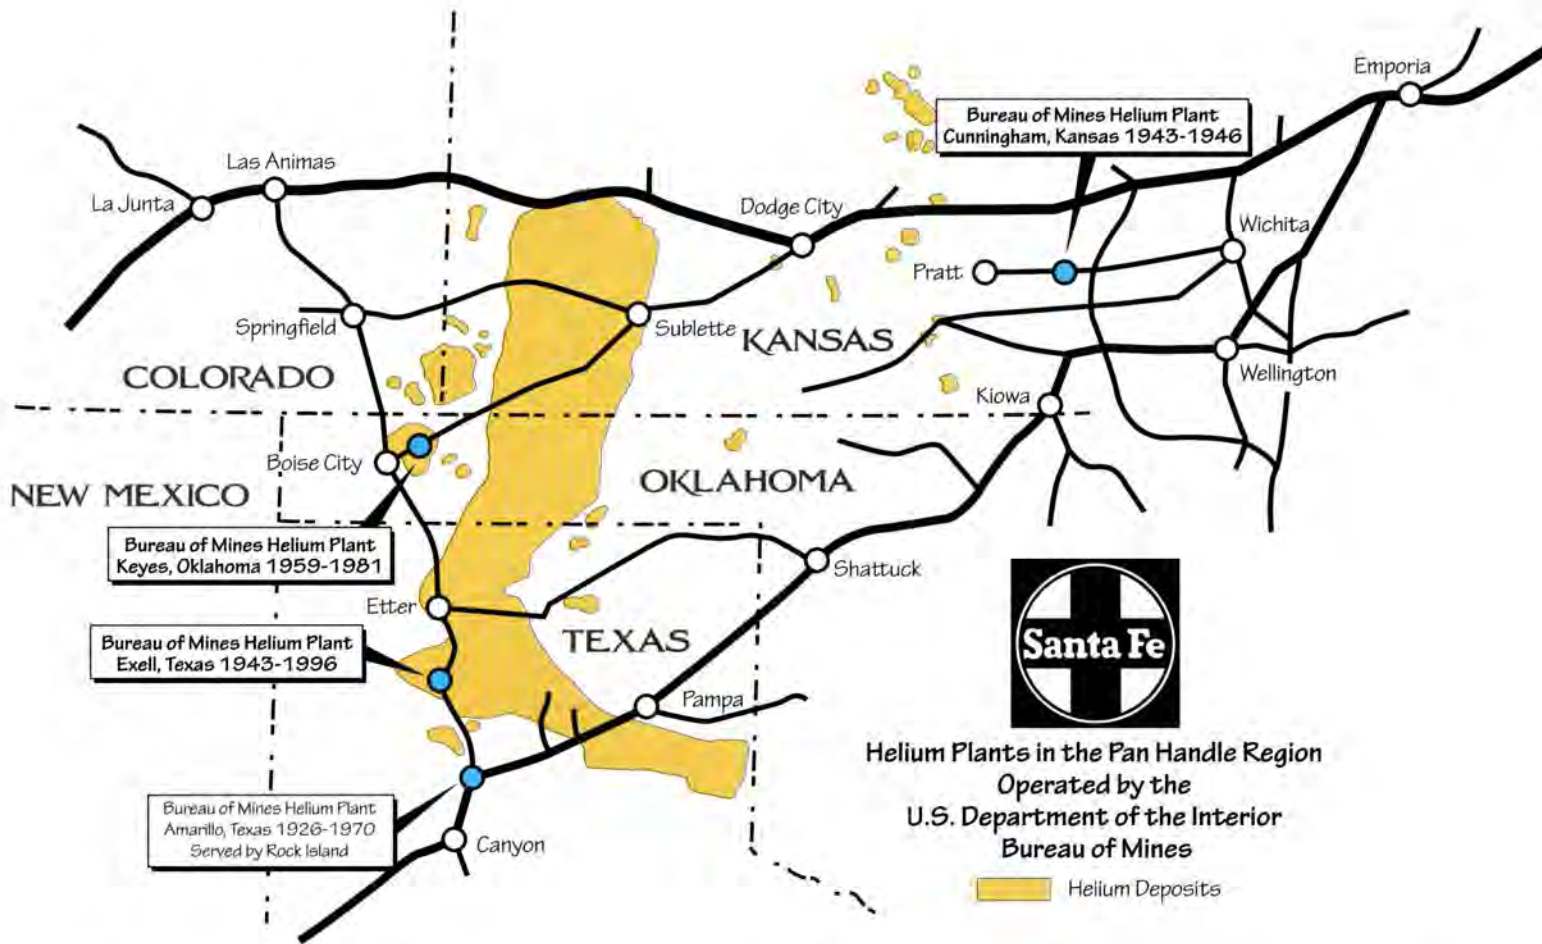 Emporia
Bureau of Mines Helium Plant
Cunningham, Kansas 1943-1946
Las Animas
La Junta
Dodge City
Wichita
Pratt
Springfield
Sublette
KANSAS
COLORADO
Wellington
Kiowa
Boise City
OKLAHOMA
NEW MEXICO
Bureau of Mines Helium Plant
Keyes, Oklahoma 1959-1981
Shattuck
Etter
Bureau of Mines Helium Plant
Exell, Texas 1943-1996
TEXAS
Santa Fe
Pampa
Helium Plants in the Pan Handle Region
Operated by the
U.S. Department of the Interior
Bureau of Mines
Bureau of Mines Helium Plant
Amarillo, Texas 1926-1970
Served by Rock Island
Canyon
Helium Deposits